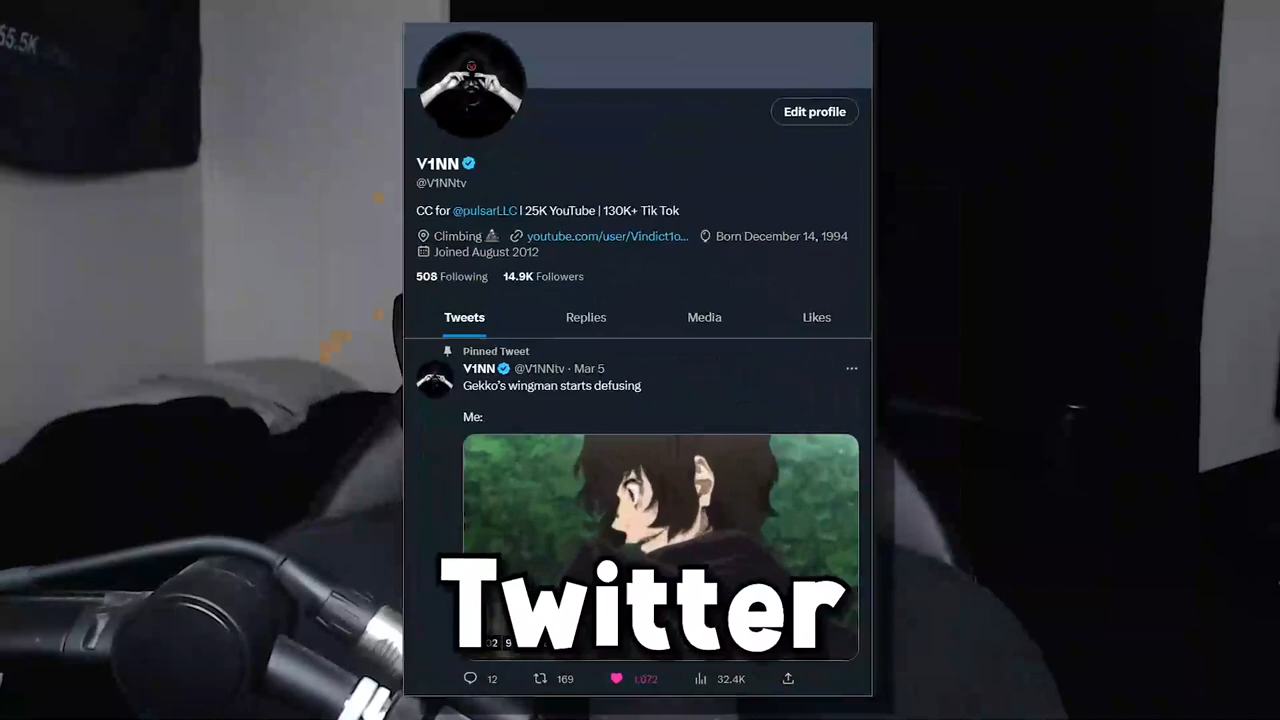 55.5K
Edit profile
V1NN
@V1NNtv
CC for @pulsarLLC | 25K YouTube | 130K+ Tik Tok
Climbing youtube.com/user/Vindict1o... Born December 14, 1994
Joined August 2012
508 Following 14.9K Followers
Tweets Replies Media Likes
Pinned Tweet
V1NN @V1NNtv · Mar 5 ...
Gekko's wingman starts defusing
Me:
Twitter
12 169 1,072 32.4K